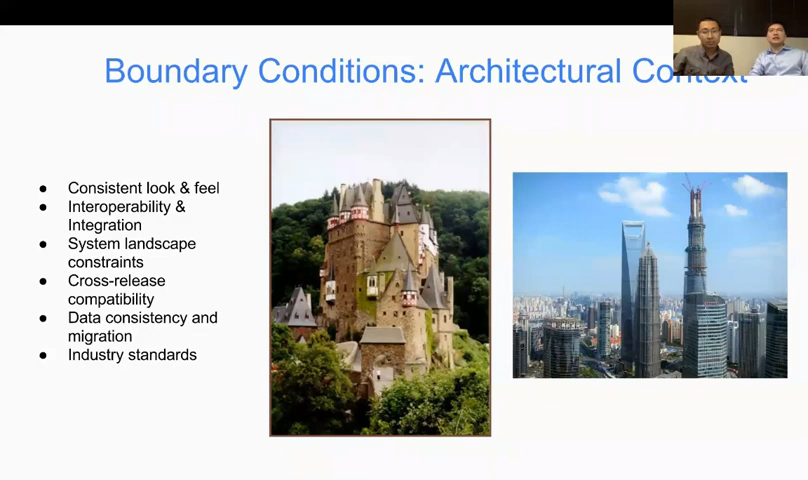 Boundary Conditions: Architectural Context
● Consistent look & feel
● Interoperability &
Integration
● System landscape
constraints
● Cross-release
compatibility
● Data consistency and
migration
● Industry standards